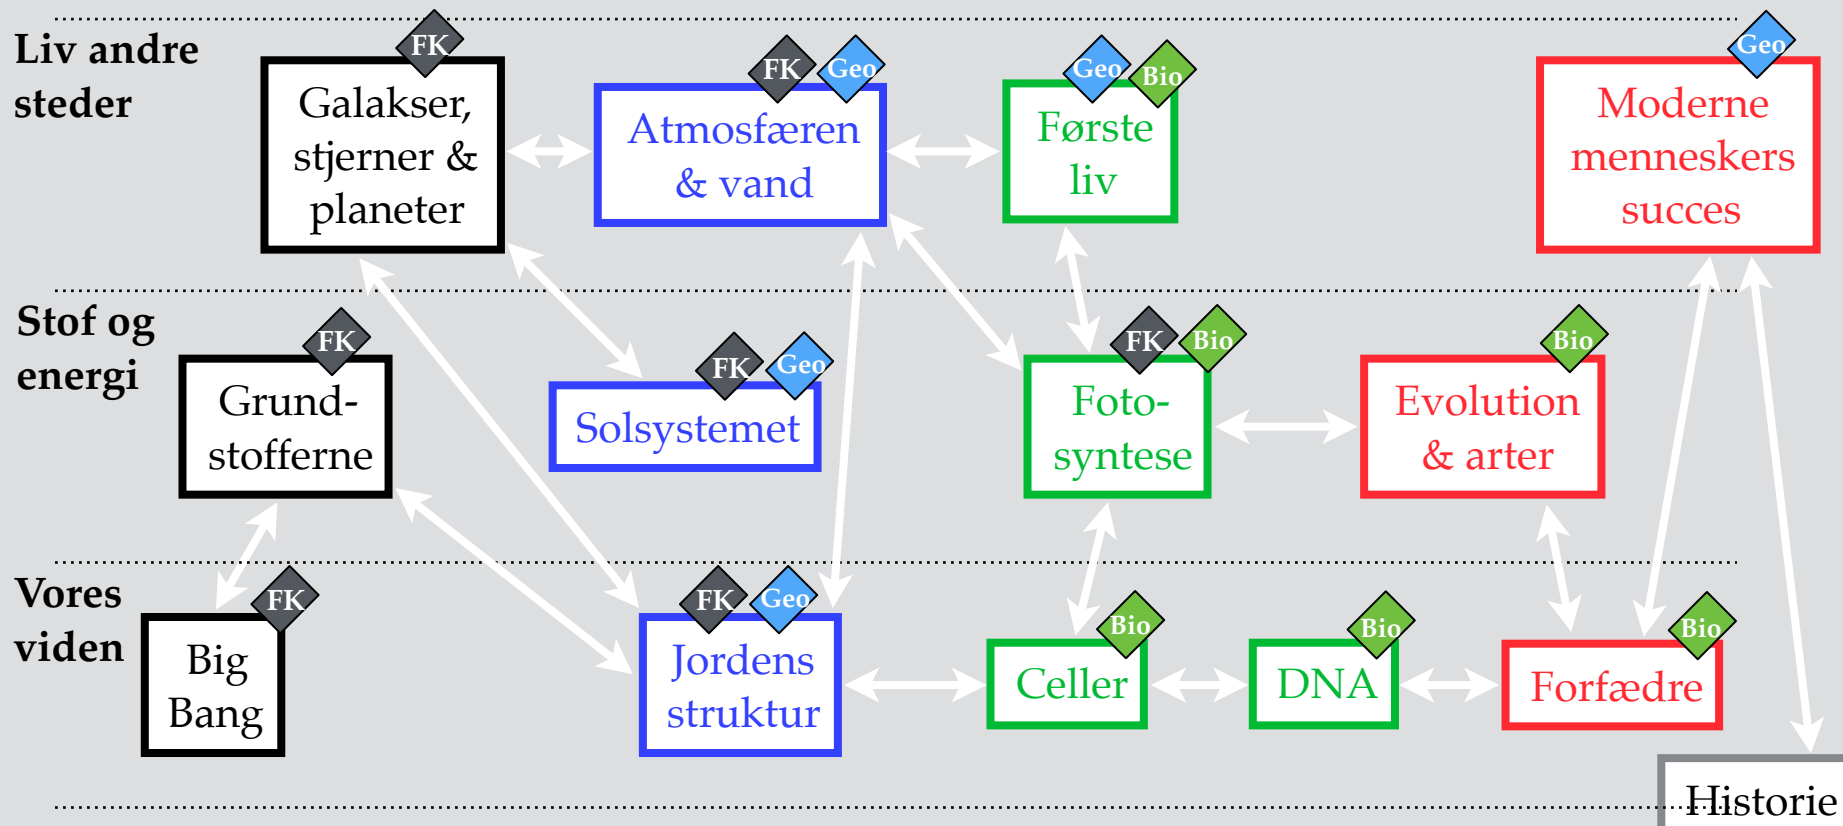 Liv andre
steder
FK
Galakser,
stjerner &
planeter
FK
Geo
Atmosfæren
& vand
Geo
Bio
Første
liv
Geo
Moderne
menneskers
succes
Stof og
energi
FK
Grund-
stofferne
FK
Geo
Solsystemet
FK
Bio
Foto-
syntese
Bio
Evolution
& arter
Vores
viden
FK
Big
Bang
FK
Geo
Jordens
struktur
Bio
Celler
Bio
DNA
Bio
Forfædre
Historie